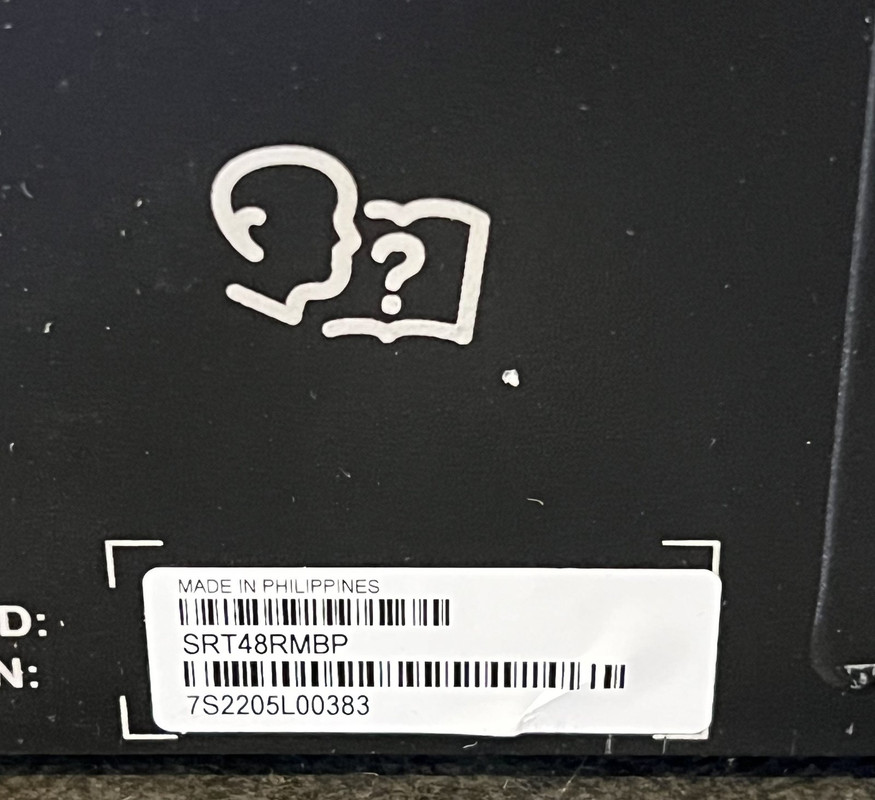 ?
MADE IN PHILIPPINES
D:
SRT48RMBP
N:
7S2205L00383